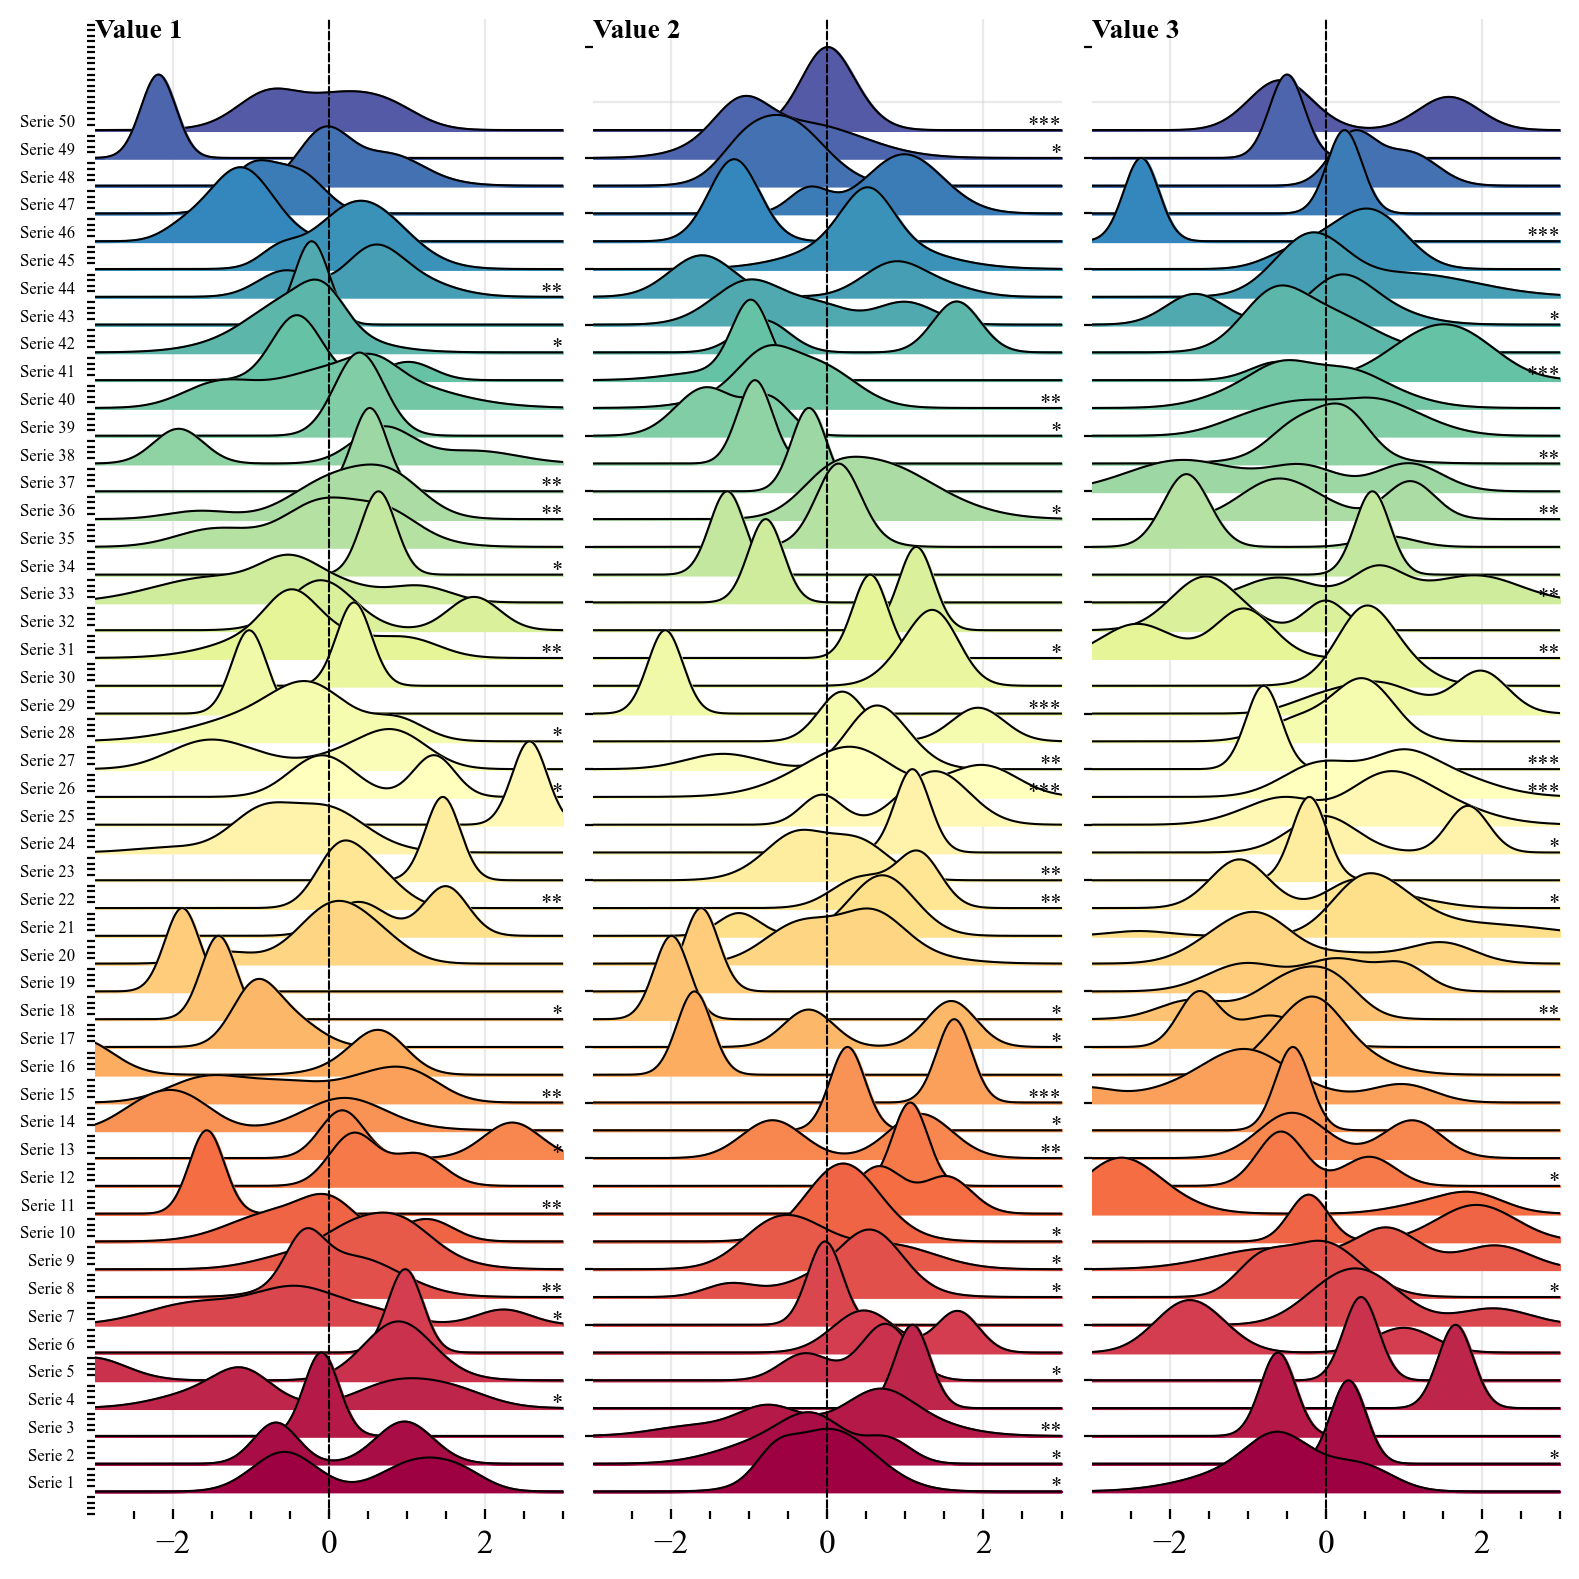 Value 1 Value 2 Value 3
Serie 50 ***
Serie 49 *
Serie 48
Serie 47
Serie 46 ***
Serie 45
Serie 44 **
Serie 43 *
Serie 42 *
Serie 41 ***
Serie 40 **
Serie 39 *
Serie 38 **
Serie 37 **
Serie 36 ** * **
Serie 35
Serie 34 *
Serie 33 **
Serie 32
Serie 31 ** * **
Serie 30
Serie 29 ***
Serie 28 *
Serie 27 ** ***
Serie 26 * *** ***
Serie 25
Serie 24 *
Serie 23 **
Serie 22 ** ** *
Serie 21
Serie 20
Serie 19
Serie 18 * * **
Serie 17 *
Serie 16
Serie 15 ** ***
Serie 14 *
Serie 13 * **
Serie 12 *
Serie 11 **
Serie 10 *
Serie 9 *
Serie 8 ** * *
Serie 7 *
Serie 6
Serie 5 *
Serie 4 *
Serie 3 **
Serie 2 * *
Serie 1 *
−2 0 2 −2 0 2 −2 0 2